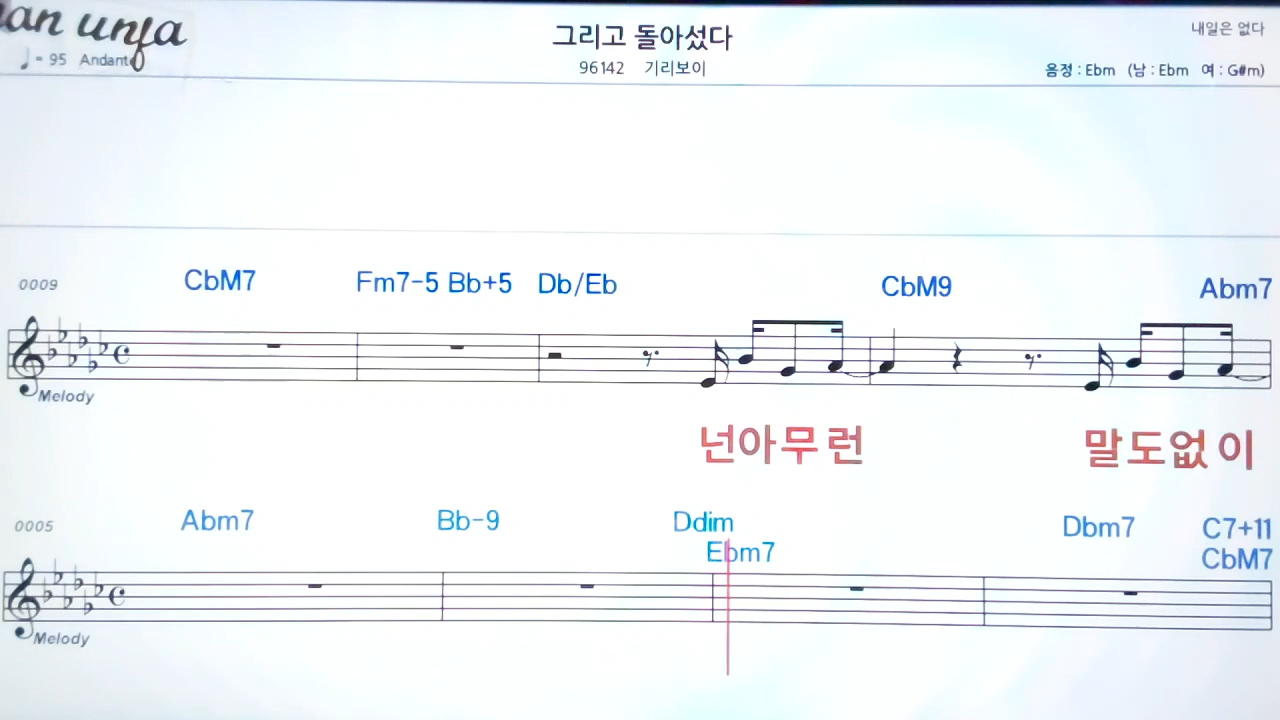 an unja
그리고 돌아섰다
내일은 없다
♩= 95 Andante
96142 기리보이
음정 : Ebm (남 : Ebm 여 : G#m)
0009 CbM7 Fm7-5 Bb+5 Db/Eb CbM9 Abm7
Melody
넌아무런 말도없이
0005 Abm7 Bb-9 Ddim Dbm7 C7+11
Ebm7 CbM7
Melody